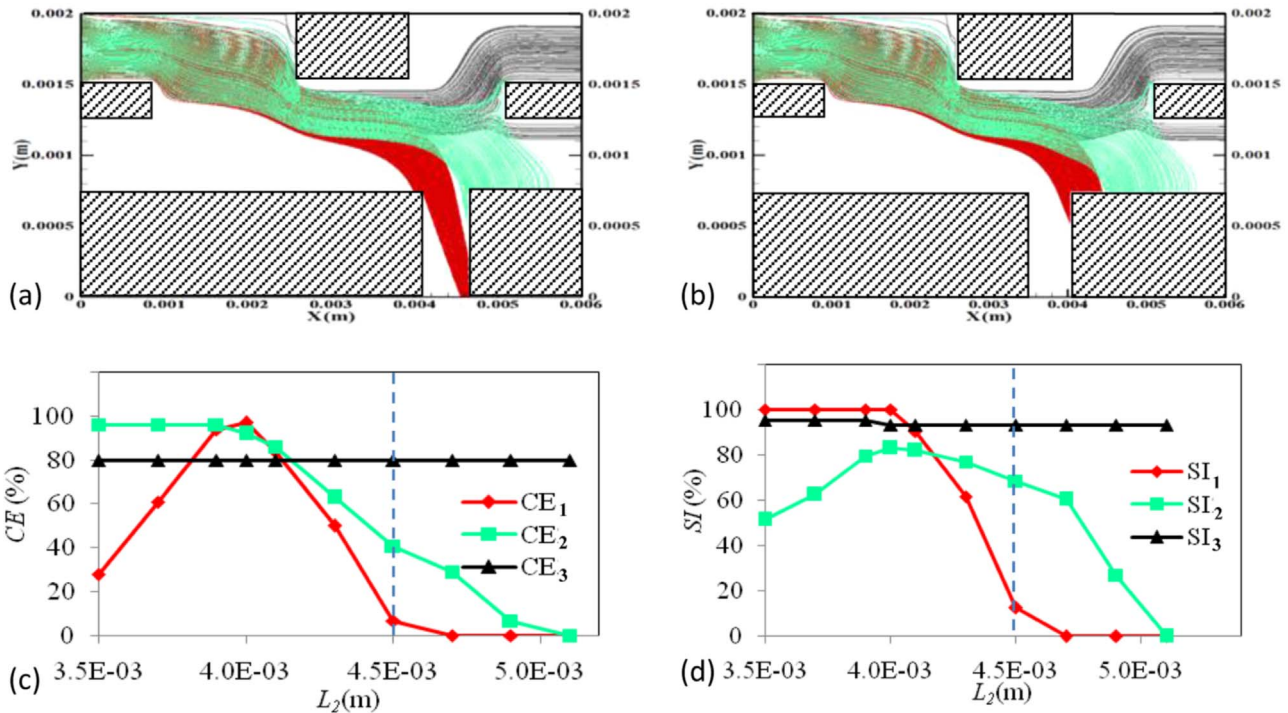 0.002
0.0015
0.001
0.0005
0
Y(m)
0.002
0.0015
0.001
0.0005
0
0
0.001
0.002
0.003
0.004
0.005
0.006
X(m)
(a)
0.002
0.0015
0.001
0.0005
0
Y(m)
0.002
0.0015
0.001
0.0005
0
0
0.001
0.002
0.003
0.004
0.005
0.006
X(m)
(b)
100
80
60
40
20
0
CE (%)
CE1
CE2
CE3
3.5E-03
4.0E-03
4.5E-03
5.0E-03
L2(m)
(c)
100
80
60
40
20
0
SI (%)
SI1
SI2
SI3
3.5E-03
4.0E-03
4.5E-03
5.0E-03
L2(m)
(d)